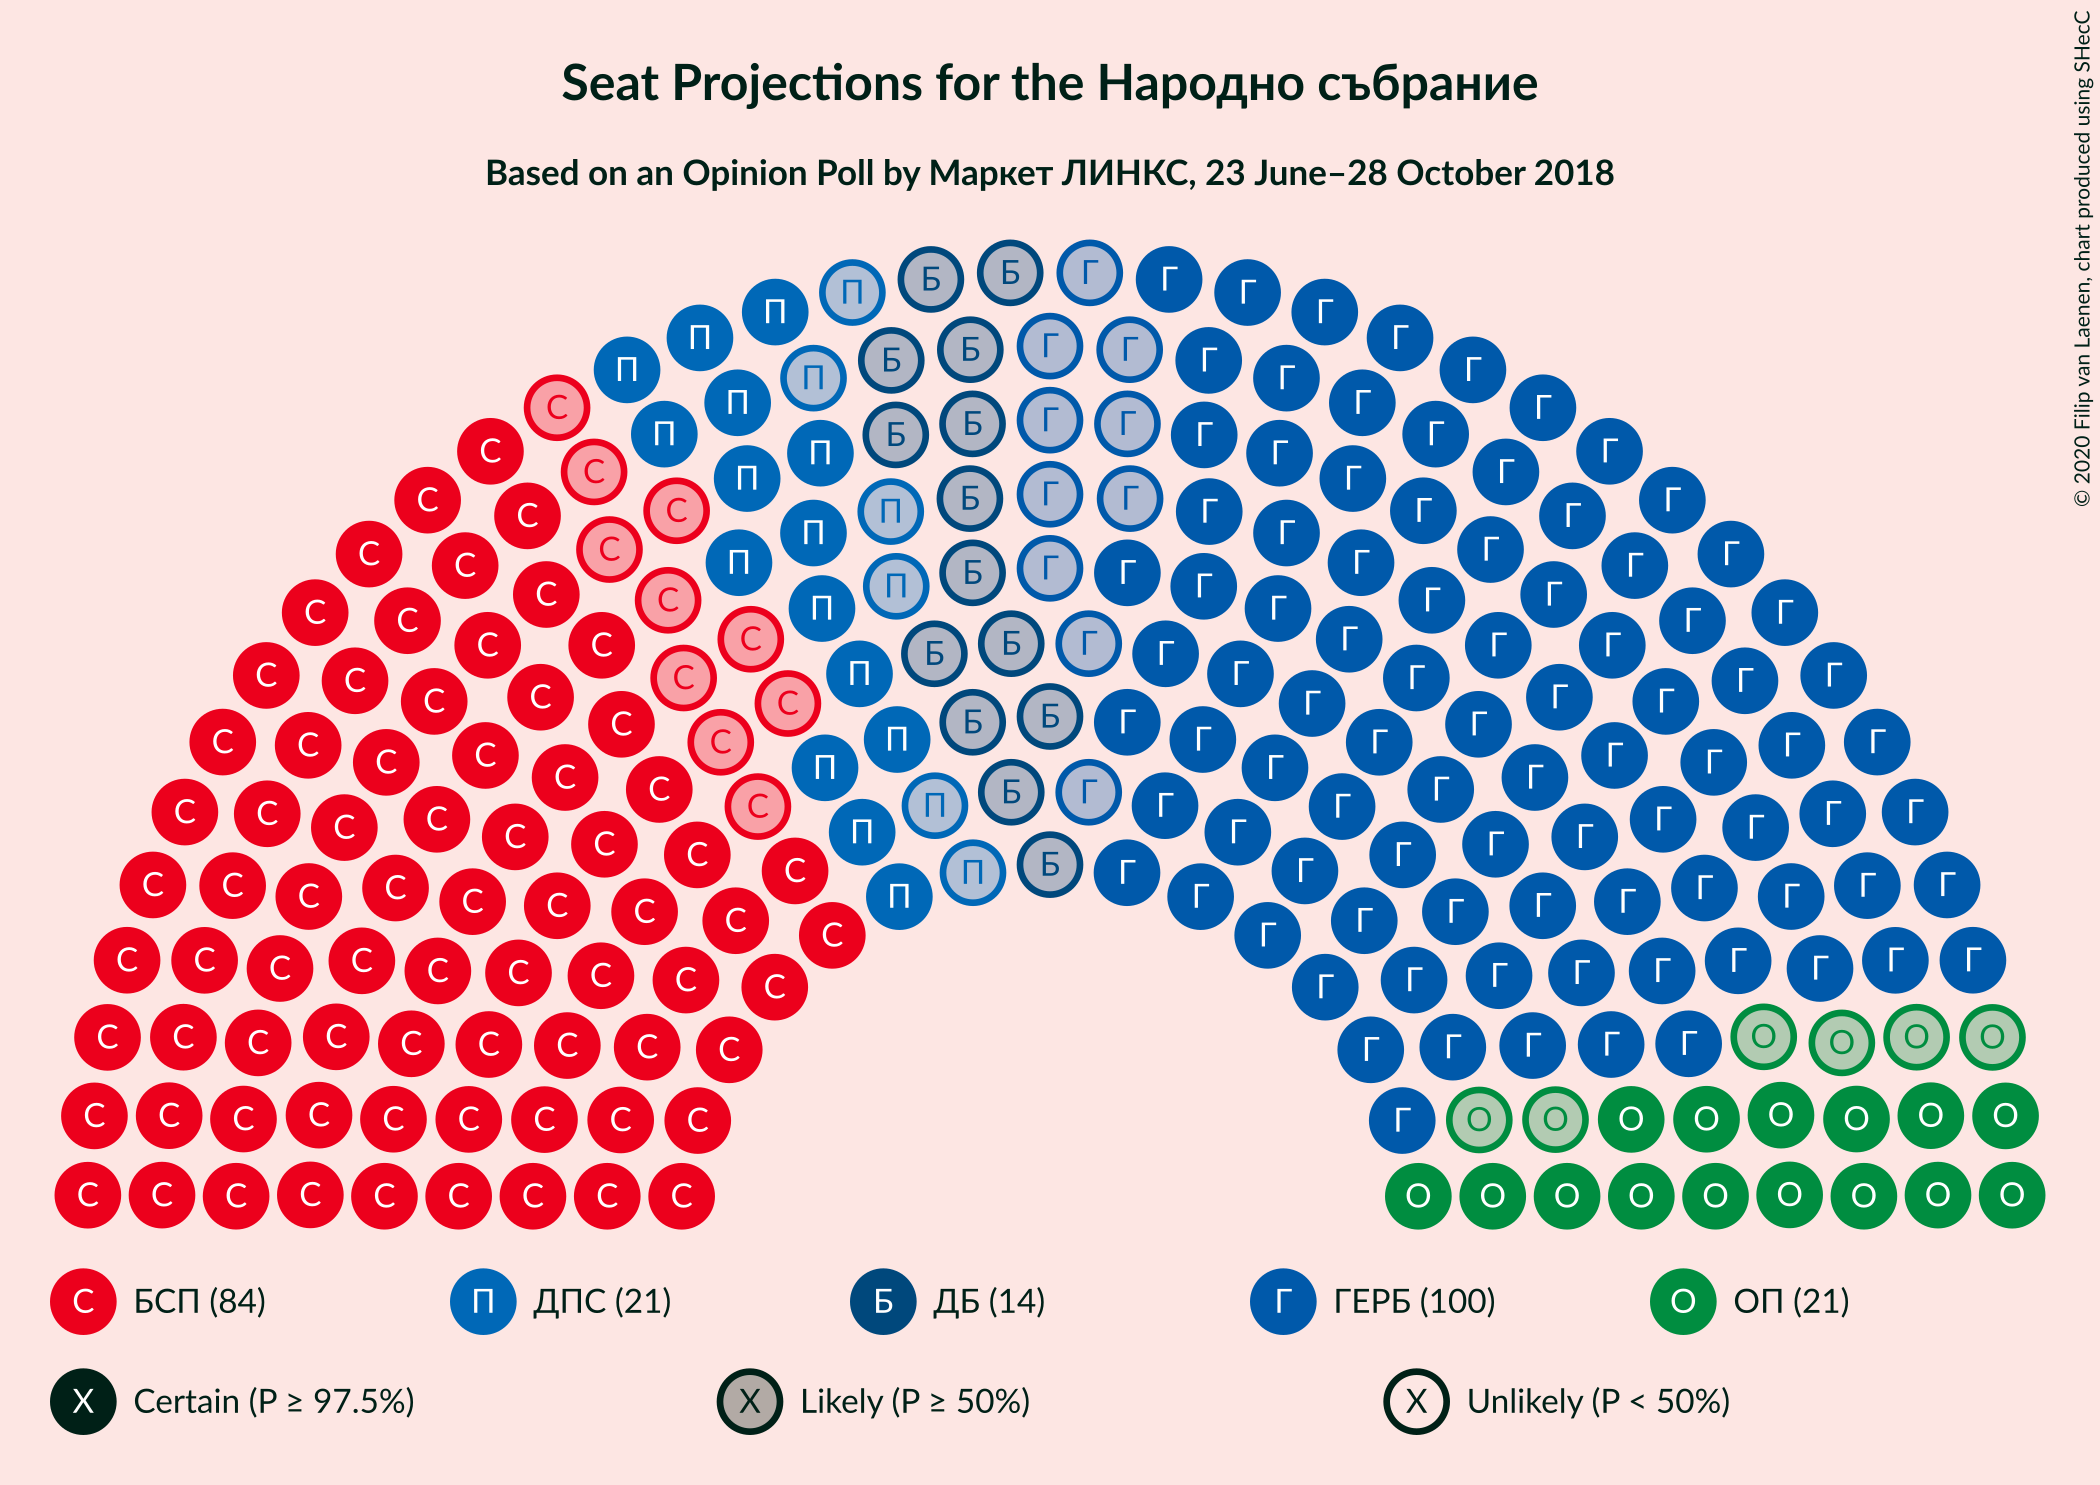 Seat Projections for the Народно събрание
Based on an Opinion Poll by Маркет ЛИНКС, 23 June–28 October 2018
© 2020 Filip van Laenen, chart produced using SHecC
С БСП (84) П ДПС (21) Б ДБ (14) Г ГЕРБ (100) О ОП (21)
X Certain (P ≥ 97.5%) X Likely (P ≥ 50%) X Unlikely (P < 50%)